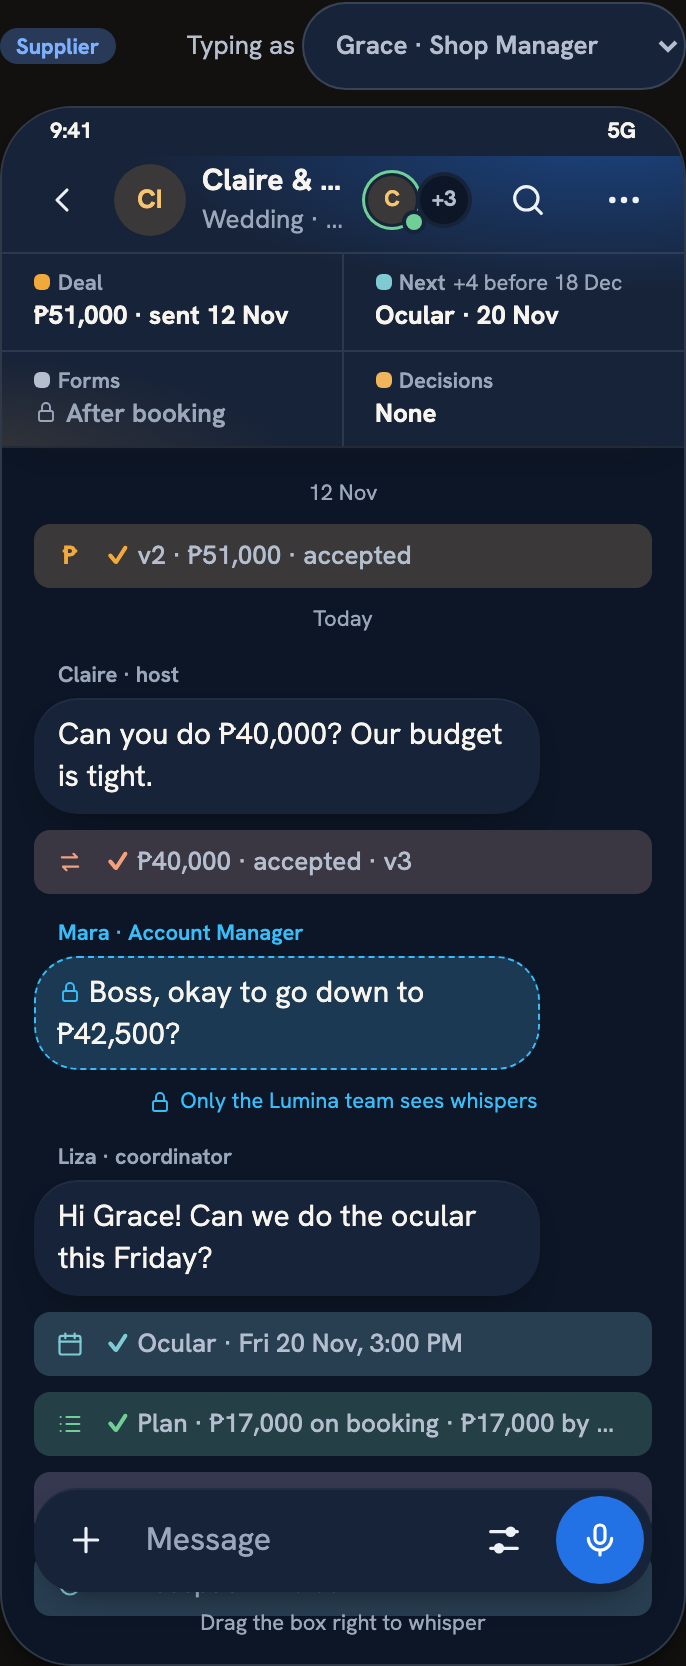 Supplier
Typing as
Grace · Shop Manager
9:41
5G
CI
Claire & ...
Wedding · ...
C
+3
Deal
₱51,000 · sent 12 Nov
Next +4 before 18 Dec
Ocular · 20 Nov
Forms
After booking
Decisions
None
12 Nov
₱ ✓ v2 · ₱51,000 · accepted
Today
Claire · host
Can you do ₱40,000? Our budget
is tight.
✓ ₱40,000 · accepted · v3
Mara · Account Manager
Boss, okay to go down to
₱42,500?
Only the Lumina team sees whispers
Liza · coordinator
Hi Grace! Can we do the ocular
this Friday?
✓ Ocular · Fri 20 Nov, 3:00 PM
✓ Plan · ₱17,000 on booking · ₱17,000 by ...
Message
Drag the box right to whisper